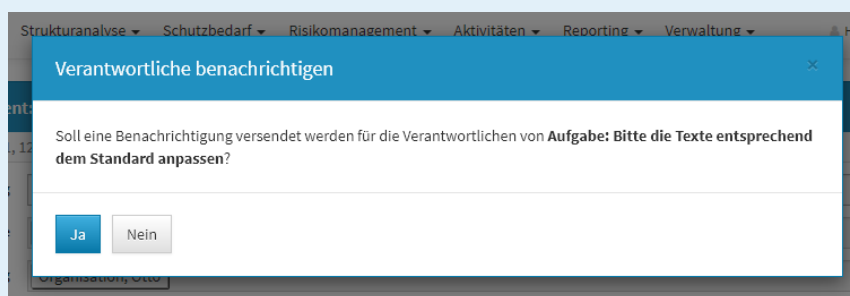 Strukturanalyse Schutzbedarf Risikomanagement Aktivitäten Reporting Verwaltung H
Verantwortliche benachrichtigen ×
ent:
Soll eine Benachrichtigung versendet werden für die Verantwortlichen von Aufgabe: Bitte die Texte entsprechend
dem Standard anpassen?
Ja Nein
Organisation, Otto